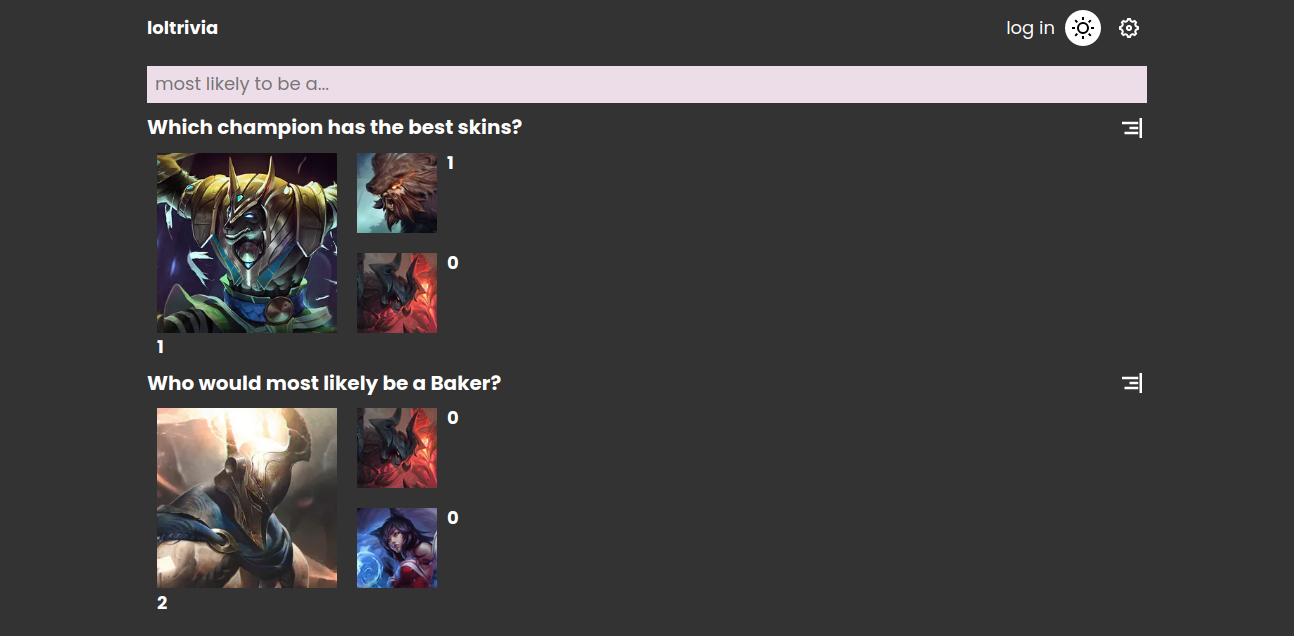 loltrivia
log in
most likely to be a...
Which champion has the best skins?
1
0
1
Who would most likely be a Baker?
0
0
2